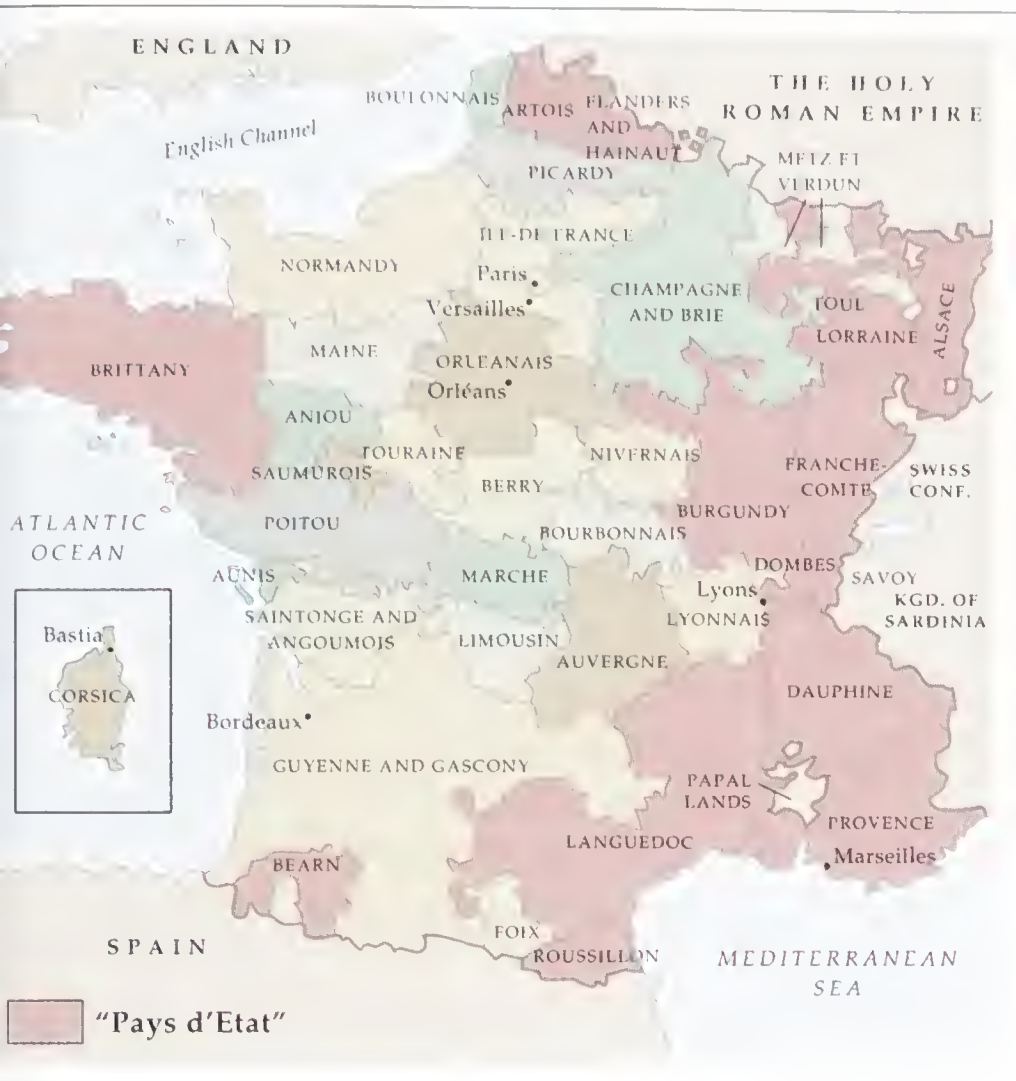 ENGLAND
THE HOLY
ROMAN EMPIRE
English Channel
BOULONNAIS
ARTOIS
FLANDERS
AND
HAINAUT
PICARDY
METZ ET
VERDUN
ILE-DE FRANCE
NORMANDY
Paris
Versailles
CHAMPAGNE
AND BRIE
TOUL
LORRAINE
ALSACE
MAINE
ORLEANAIS
Orléans
BRITTANY
ANJOU
TOURAINE
SAUMUROIS
NIVERNAIS
BERRY
FRANCHE-
COMTE
SWISS
CONF.
BURGUNDY
ATLANTIC
OCEAN
POITOU
BOURBONNAIS
AUNIS
MARCHE
DOMBES
SAVOY
Lyons
KGD. OF
SARDINIA
SAINTONGE AND
ANGOUMOIS
LYONNAIS
LIMOUSIN
AUVERGNE
Bastia
CORSICA
DAUPHINE
Bordeaux
GUYENNE AND GASCONY
PAPAL
LANDS
PROVENCE
LANGUEDOC
Marseilles
BEARN
FOIX
ROUSSILLON
SPAIN
MEDITERRANEAN
SEA
"Pays d'Etat"